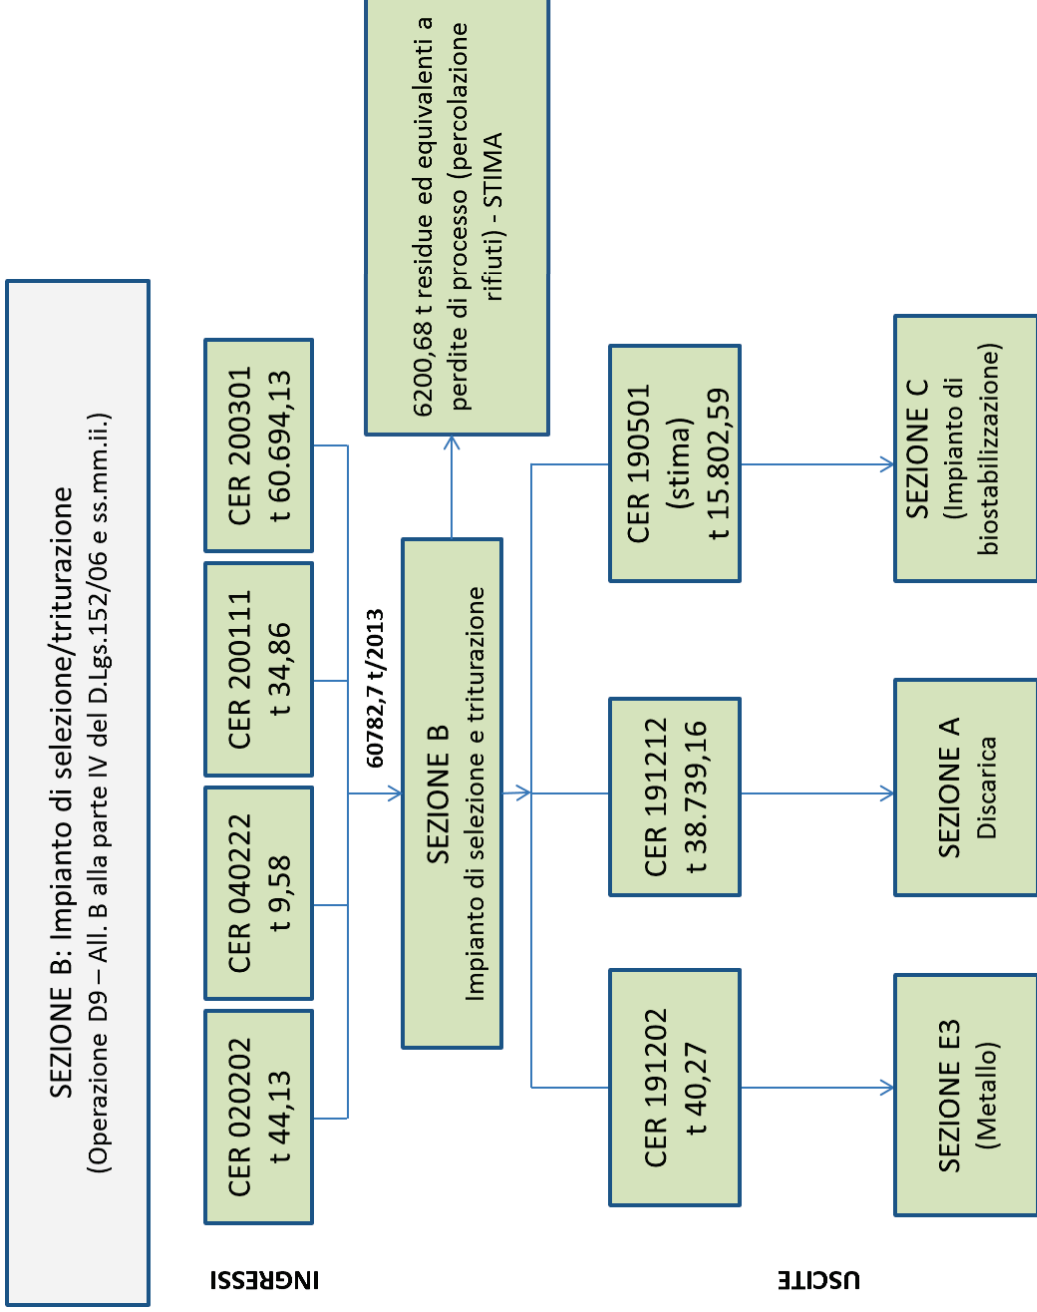 SEZIONE B: Impianto di selezione/triturazione
(Operazione D9 – All. B alla parte IV del D.Lgs.152/06 e ss.mm.ii.)
INGRESSI
CER 020202
t 44,13
CER 040222
t 9,58
CER 200111
t 34,86
CER 200301
t 60.694,13
60782,7 t/2013
SEZIONE B
Impianto di selezione e triturazione
6200,68 t residue ed equivalenti a
perdite di processo (percolazione
rifiuti) - STIMA
USCITE
CER 191202
t 40,27
CER 191212
t 38.739,16
CER 190501
(stima)
t 15.802,59
SEZIONE E3
(Metallo)
SEZIONE A
Discarica
SEZIONE C
(Impianto di
biostabilizzazione)